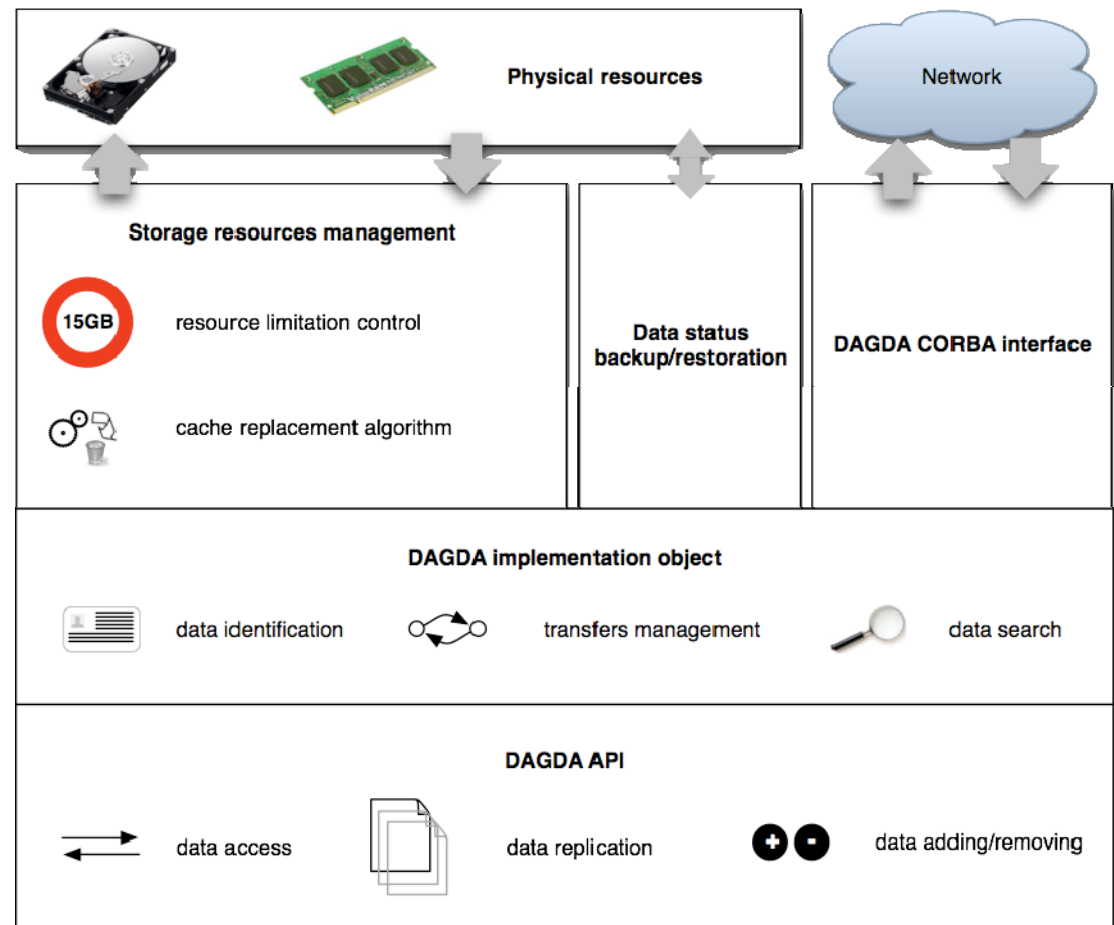 Physical resources
Network
Storage resources management
15GB
resource limitation control
cache replacement algorithm
Data status
backup/restoration
DAGDA CORBA interface
DAGDA implementation object
data identification
transfers management
data search
DAGDA API
data access
data replication
data adding/removing